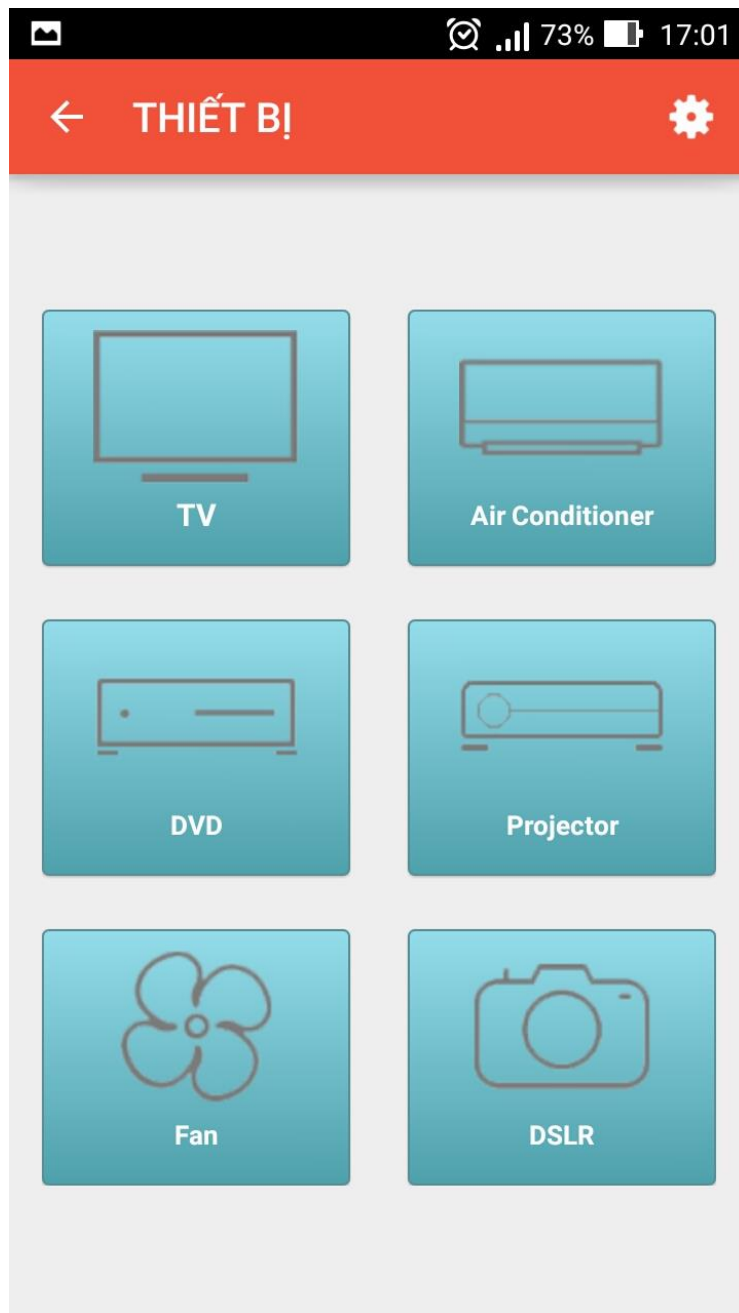 73% 17:01
THIẾT BỊ
TV
Air Conditioner
DVD
Projector
Fan
DSLR